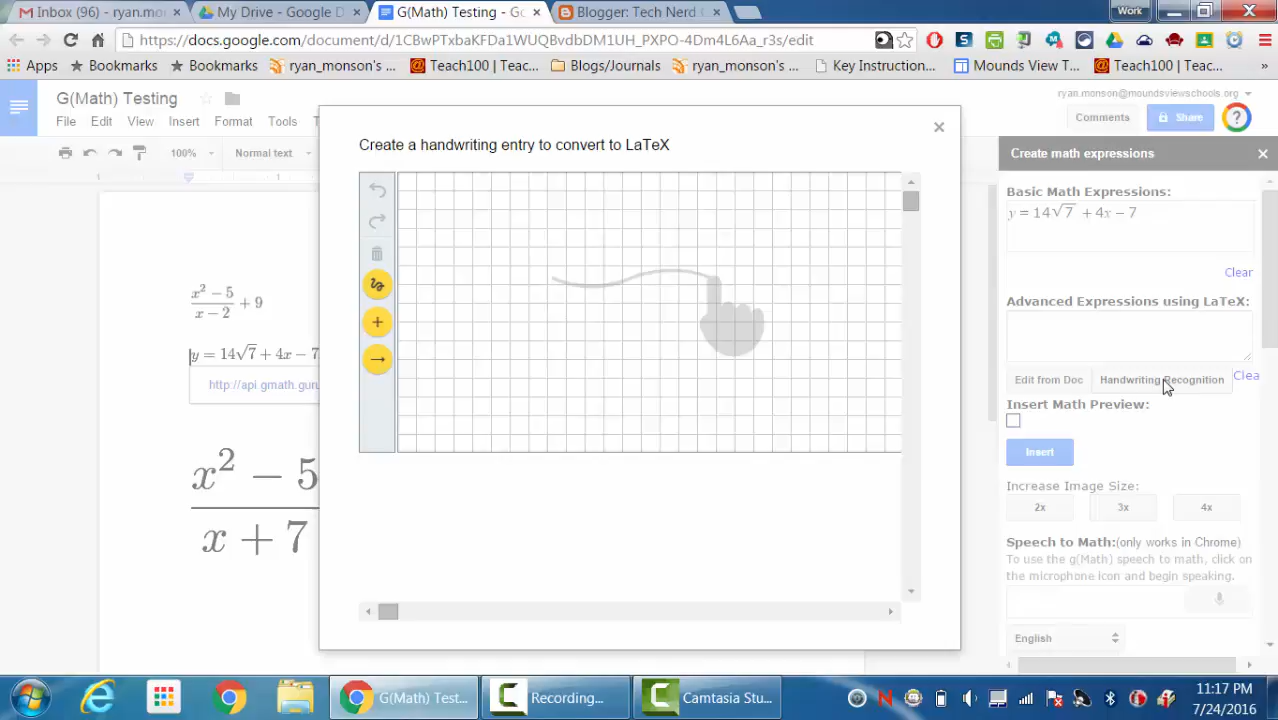 Inbox (96) - ryan.mo
My Drive - Google D
G(Math) Testing - Go
Blogger: Tech Nerd
Work
https://docs.google.com/document/d/1CBwPTxbaKFDa1WUQBvdbDM1UH_PXPO-4Dm4L6Aa_r3s/edit
Apps
Bookmarks
Bookmarks
ryan_monson's...
Teach100 | Teac...
Blogs/Journals
ryan_monson's...
Key Instruction...
Mounds View T...
Teach100 | Teac...
»
G(Math) Testing
ryan.monson@moundsviewschools.org
File Edit View Insert Format Tools
Comments
Share
?
100%
Normal text
Create a handwriting entry to convert to LaTeX
Create math expressions
Basic Math Expressions:
y = 14√7 + 4x − 7
Clear
Advanced Expressions using LaTeX:
Edit from Doc
Handwriting Recognition
Clea
Insert Math Preview:
Insert
Increase Image Size:
2x 3x 4x
Speech to Math:(only works in Chrome)
To use the g(Math) speech to math, click on
the microphone icon and begin speaking.
English
x² − 5
x − 2
+ 9
y = 14√7 + 4x − 7
http://api.gmath.guru
x² − 5
x + 7
G(Math) Test...
Recording...
Camtasia Stu...
11:17 PM
7/24/2016